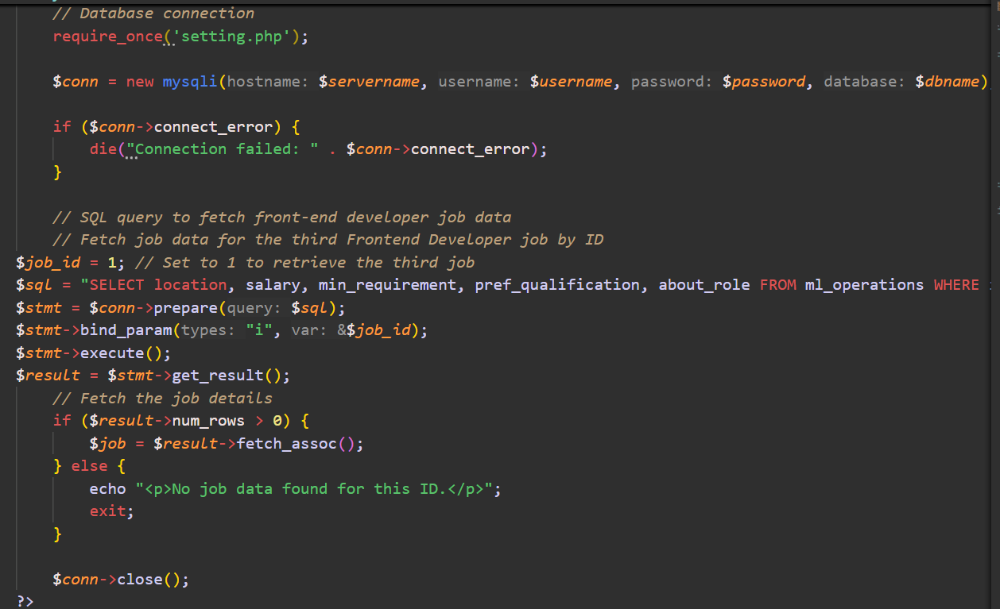 // Database connection
require_once('setting.php');
$conn = new mysqli(hostname: $servername, username: $username, password: $password, database: $dbname)
if ($conn->connect_error) {
die("Connection failed: " . $conn->connect_error);
}
// SQL query to fetch front-end developer job data
// Fetch job data for the third Frontend Developer job by ID
$job_id = 1; // Set to 1 to retrieve the third job
$sql = "SELECT location, salary, min_requirement, pref_qualification, about_role FROM ml_operations WHERE
$stmt = $conn->prepare(query: $sql);
$stmt->bind_param(types: "i", var: &$job_id);
$stmt->execute();
$result = $stmt->get_result();
// Fetch the job details
if ($result->num_rows > 0) {
$job = $result->fetch_assoc();
} else {
echo "<p>No job data found for this ID.</p>";
exit;
}
$conn->close();
?>